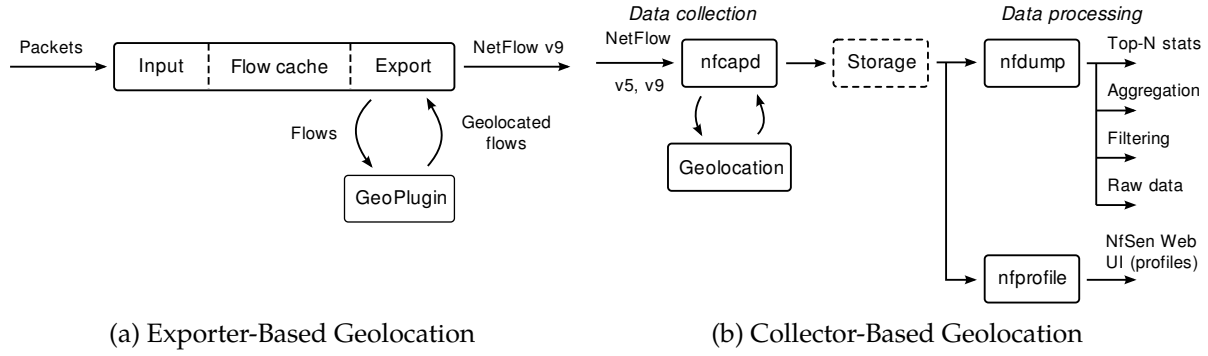 Packets
Input
Flow cache
Export
NetFlow v9
Flows
Geolocated
flows
GeoPlugin
(a) Exporter-Based Geolocation
Data collection
Data processing
NetFlow
v5, v9
nfcapd
Storage
nfdump
Top-N stats
Aggregation
Filtering
Raw data
Geolocation
nfprofile
NfSen Web
UI (profiles)
(b) Collector-Based Geolocation